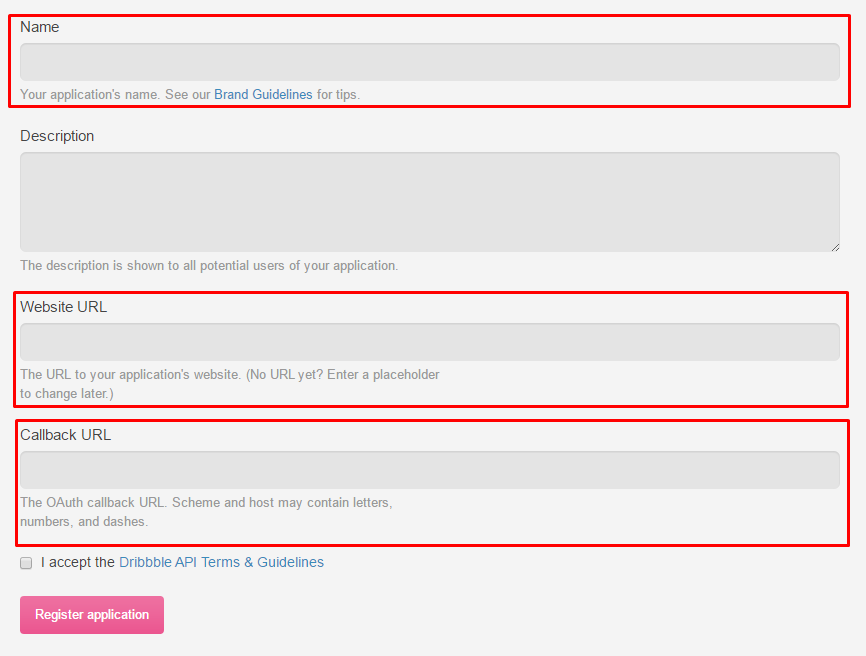 Name
Your application's name. See our Brand Guidelines for tips.
Description
The description is shown to all potential users of your application.
Website URL
The URL to your application's website. (No URL yet? Enter a placeholder
to change later.)
Callback URL
The OAuth callback URL. Scheme and host may contain letters,
numbers, and dashes.
I accept the Dribbble API Terms & Guidelines
Register application